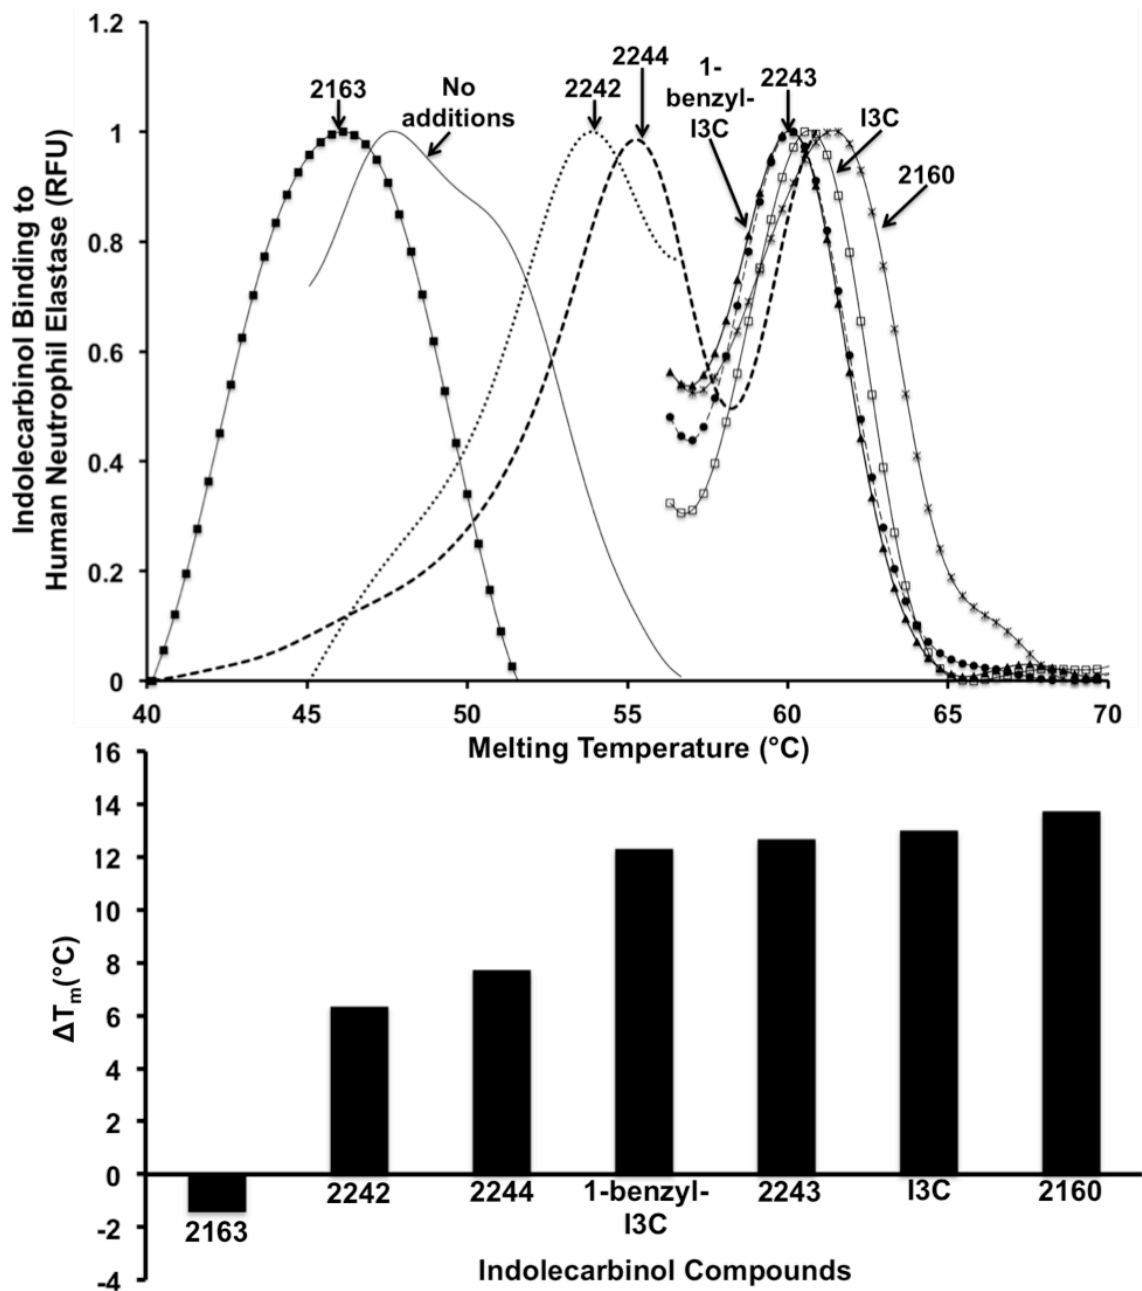 1.2
1
0.8
0.6
0.4
0.2
0
Indolecarbinol Binding to
Human Neutrophil Elastase (RFU)
2163
No
additions
2242
2244
1-
benzyl-
I3C
2243
I3C
2160
40 45 50 55 60 65 70
Melting Temperature (°C)
16
14
12
10
8
6
4
2
0
-2
-4
ΔTm(°C)
2163
2242
2244
1-benzyl-
I3C
2243
I3C
2160
Indolecarbinol Compounds